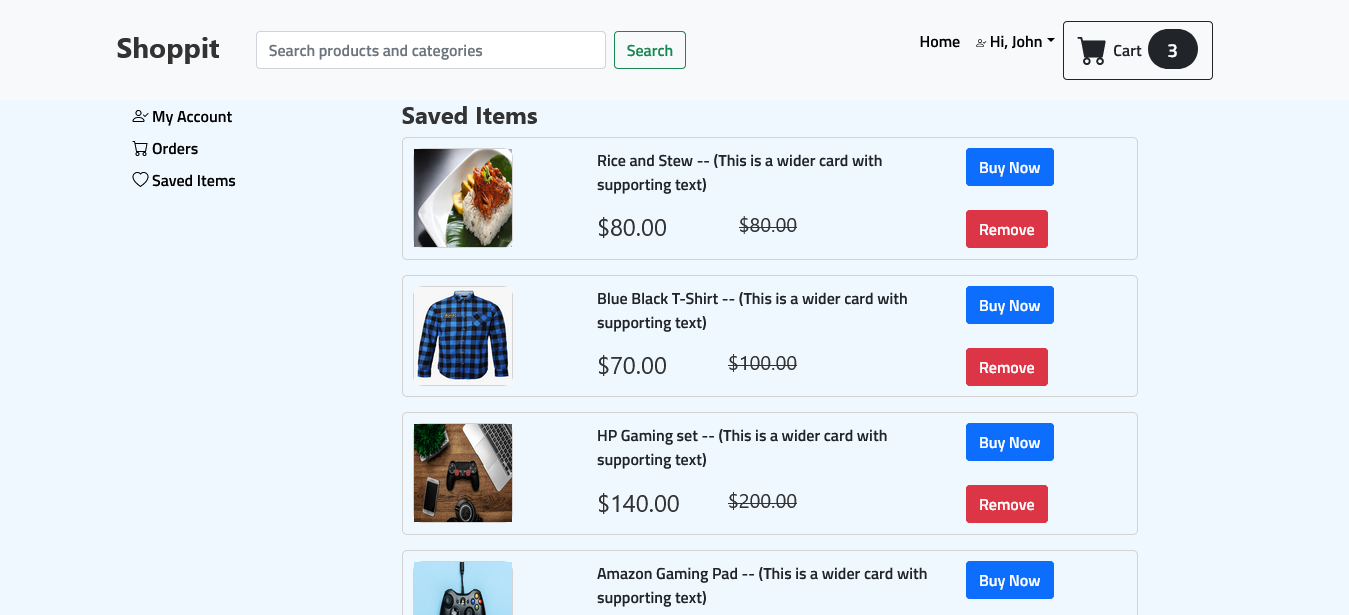 Shoppit
Search products and categories
Search
Home
Hi, John
Cart
3
My Account
Orders
Saved Items
Saved Items
Rice and Stew -- (This is a wider card with
supporting text)
$80.00
$80.00
Buy Now
Remove
Blue Black T-Shirt -- (This is a wider card with
supporting text)
$70.00
$100.00
Buy Now
Remove
HP Gaming set -- (This is a wider card with
supporting text)
$140.00
$200.00
Buy Now
Remove
Amazon Gaming Pad -- (This is a wider card with
supporting text)
Buy Now